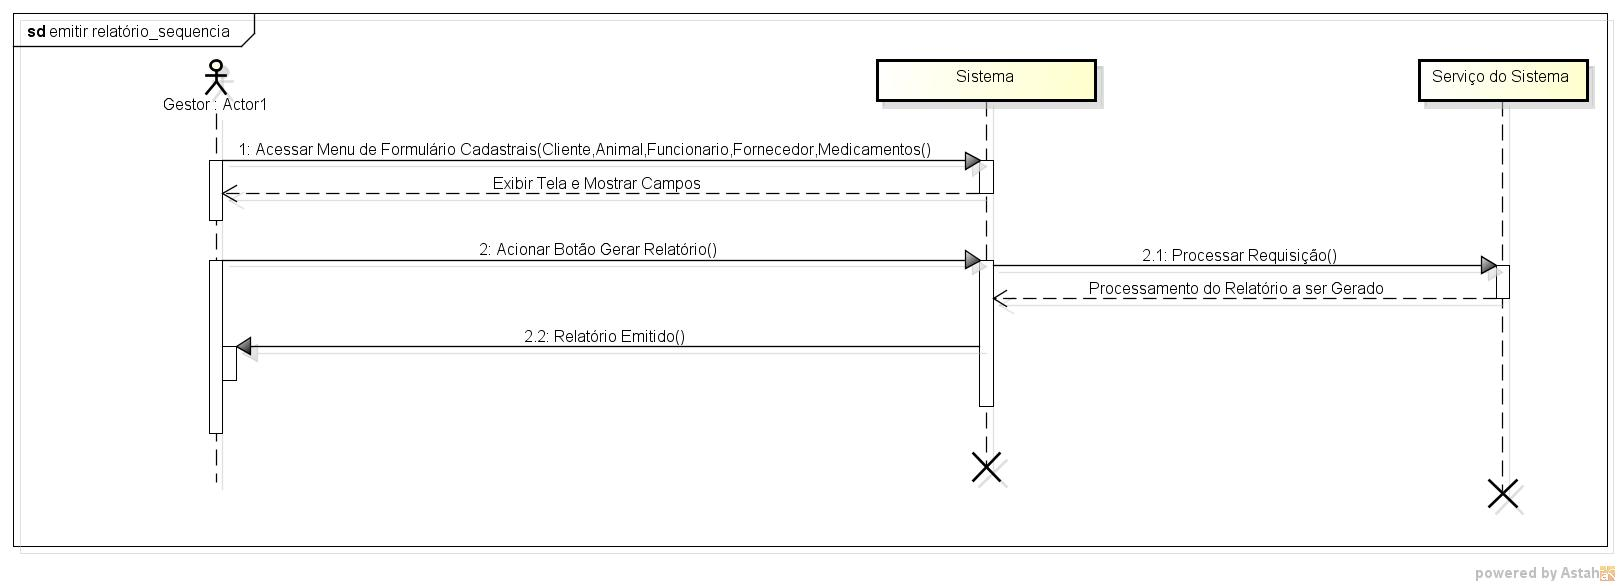 sd emitir relatório_sequencia
Sistema
Serviço do Sistema
Gestor : Actor1
1: Acessar Menu de Formulário Cadastrais(Cliente,Animal,Funcionario,Fornecedor,Medicamentos()
Exibir Tela e Mostrar Campos
2: Acionar Botão Gerar Relatório()
2.1: Processar Requisição()
Processamento do Relatório a ser Gerado
2.2: Relatório Emitido()
powered by Astah